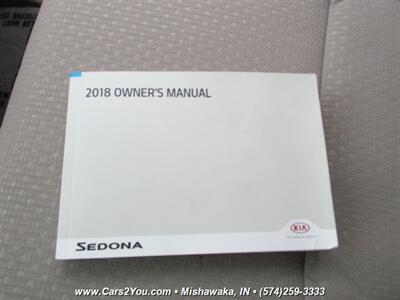 2018 OWNER'S MANUAL
KIA
SEDONA
www.Cars2You.com • Mishawaka, IN • (574)259-3333